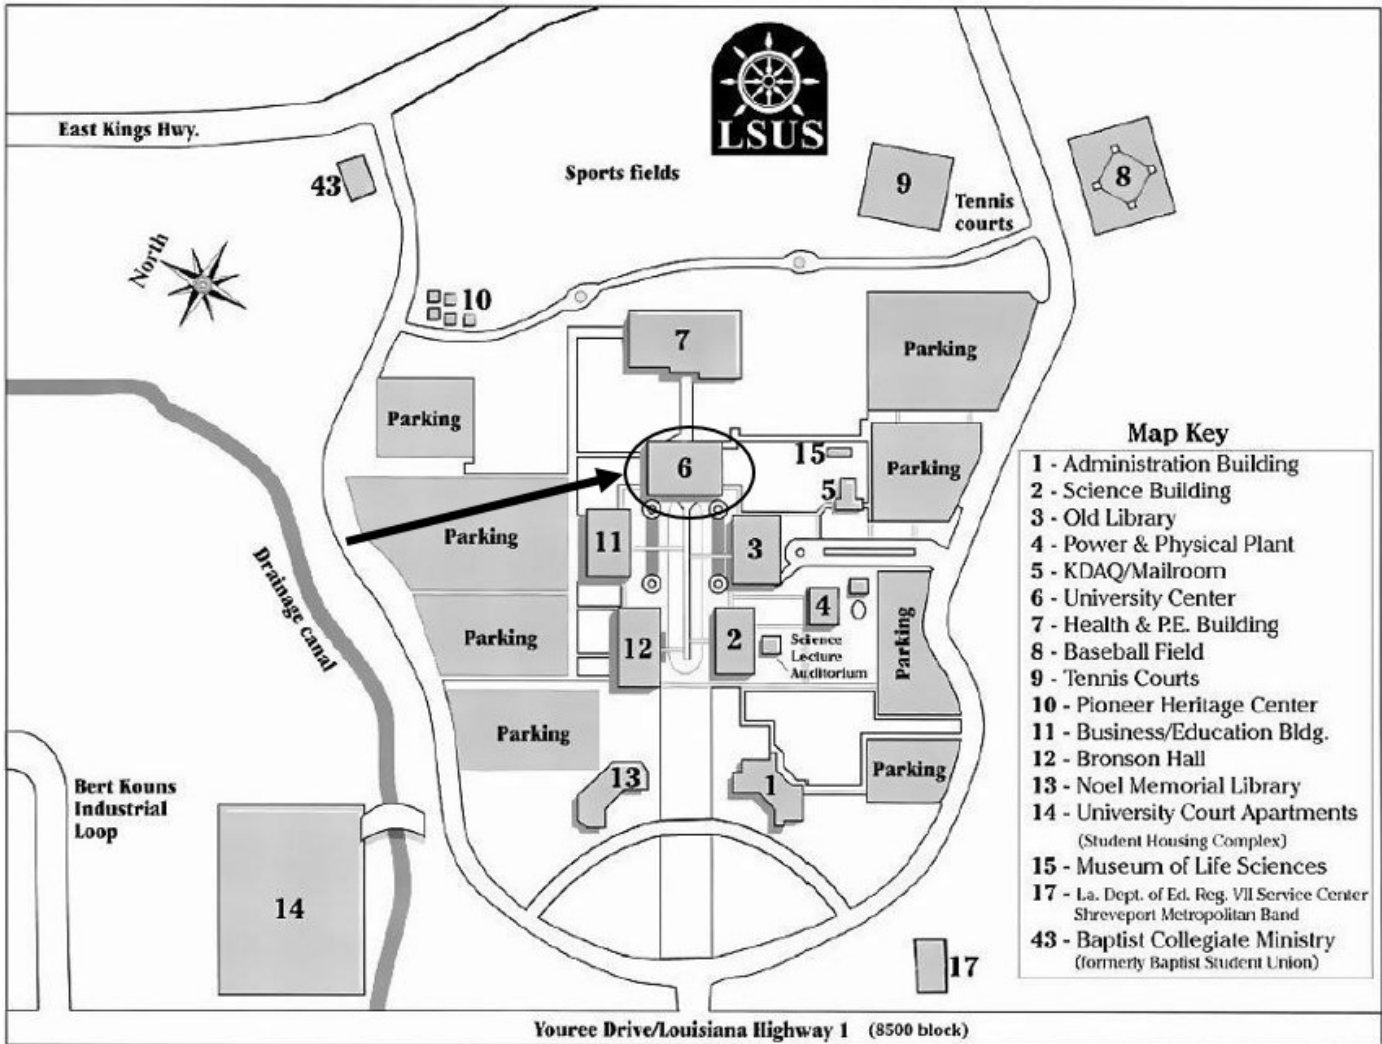 LSUS
East Kings Hwy.
43
Sports fields
9
8
Tennis
courts
North
10
7
Parking
Parking
6
15
Parking
5
Parking
11
3
Drainage canal
Parking
12
2
4
Science
Lecture
Auditorium
Parking
Parking
13
1
Parking
Bert Kouns
Industrial
Loop
14
17
Youree Drive/Louisiana Highway 1 (8500 block)
Map Key
1 - Administration Building
2 - Science Building
3 - Old Library
4 - Power & Physical Plant
5 - KDAQ/Mailroom
6 - University Center
7 - Health & P.E. Building
8 - Baseball Field
9 - Tennis Courts
10 - Pioneer Heritage Center
11 - Business/Education Bldg.
12 - Bronson Hall
13 - Noel Memorial Library
14 - University Court Apartments
(Student Housing Complex)
15 - Museum of Life Sciences
17 - La. Dept. of Ed. Reg. VII Service Center
Shreveport Metropolitan Band
43 - Baptist Collegiate Ministry
(formerly Baptist Student Union)